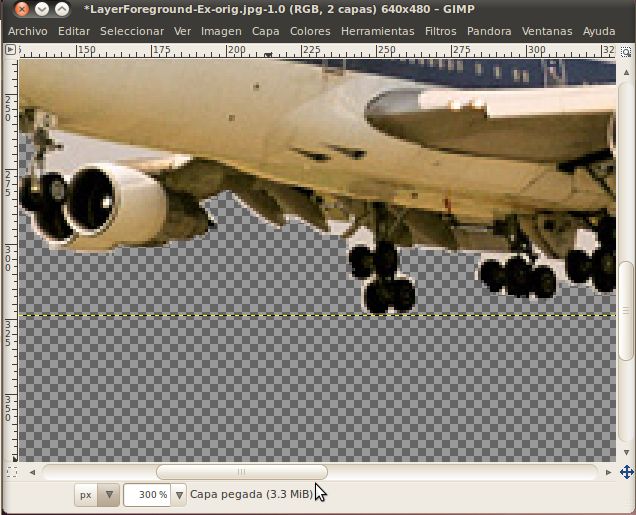 *LayerForeground-Ex-orig.jpg-1.0 (RGB, 2 capas) 640x480 – GIMP
Archivo Editar Seleccionar Ver Imagen Capa Colores Herramientas Filtros Pandora Ventanas Ayuda
150 175 200 225 250 275 300 32
250
275
300
325
350
px 300 % Capa pegada (3.3 MiB)